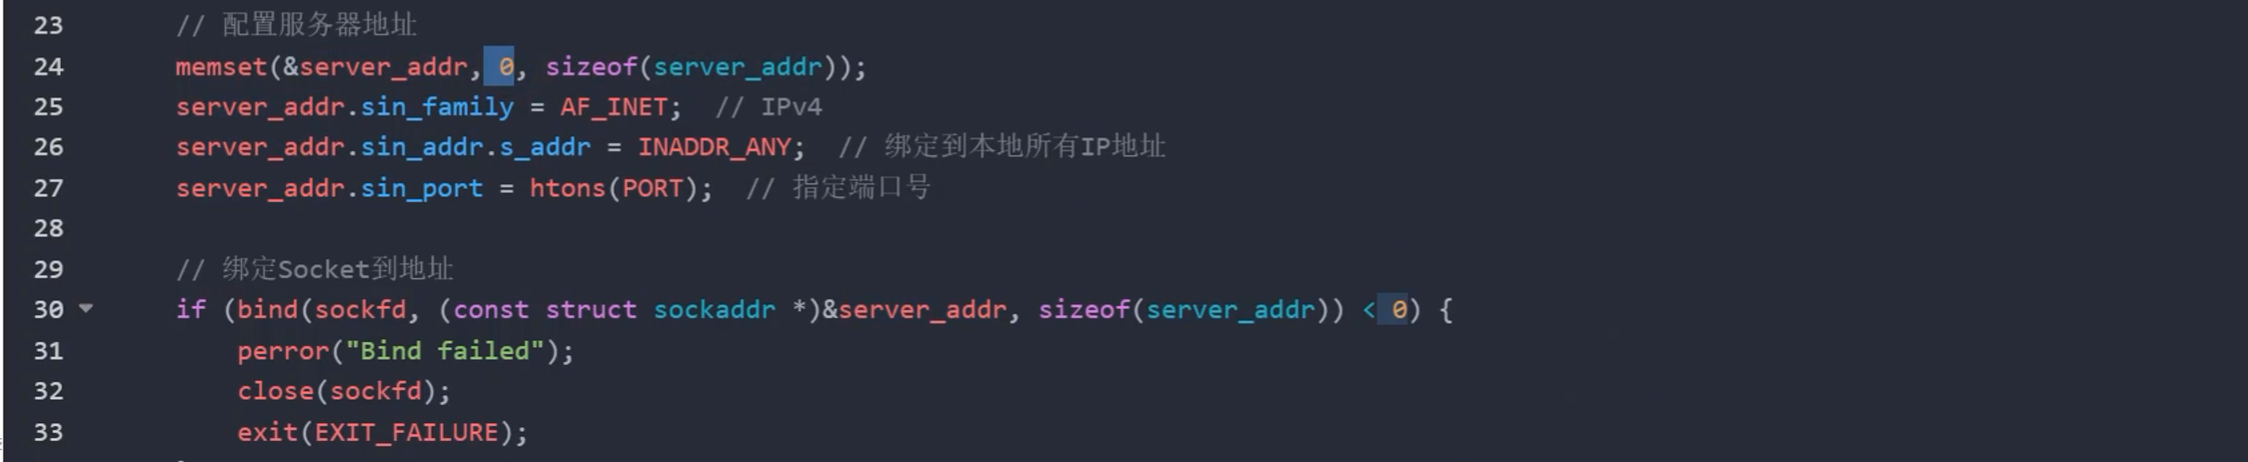 23 // 配置服务器地址
24 memset(&server_addr, 0, sizeof(server_addr));
25 server_addr.sin_family = AF_INET; // IPv4
26 server_addr.sin_addr.s_addr = INADDR_ANY; // 绑定到本地所有IP地址
27 server_addr.sin_port = htons(PORT); // 指定端口号
28
29 // 绑定Socket到地址
30 if (bind(sockfd, (const struct sockaddr *)&server_addr, sizeof(server_addr)) < 0) {
31 perror("Bind failed");
32 close(sockfd);
33 exit(EXIT_FAILURE);